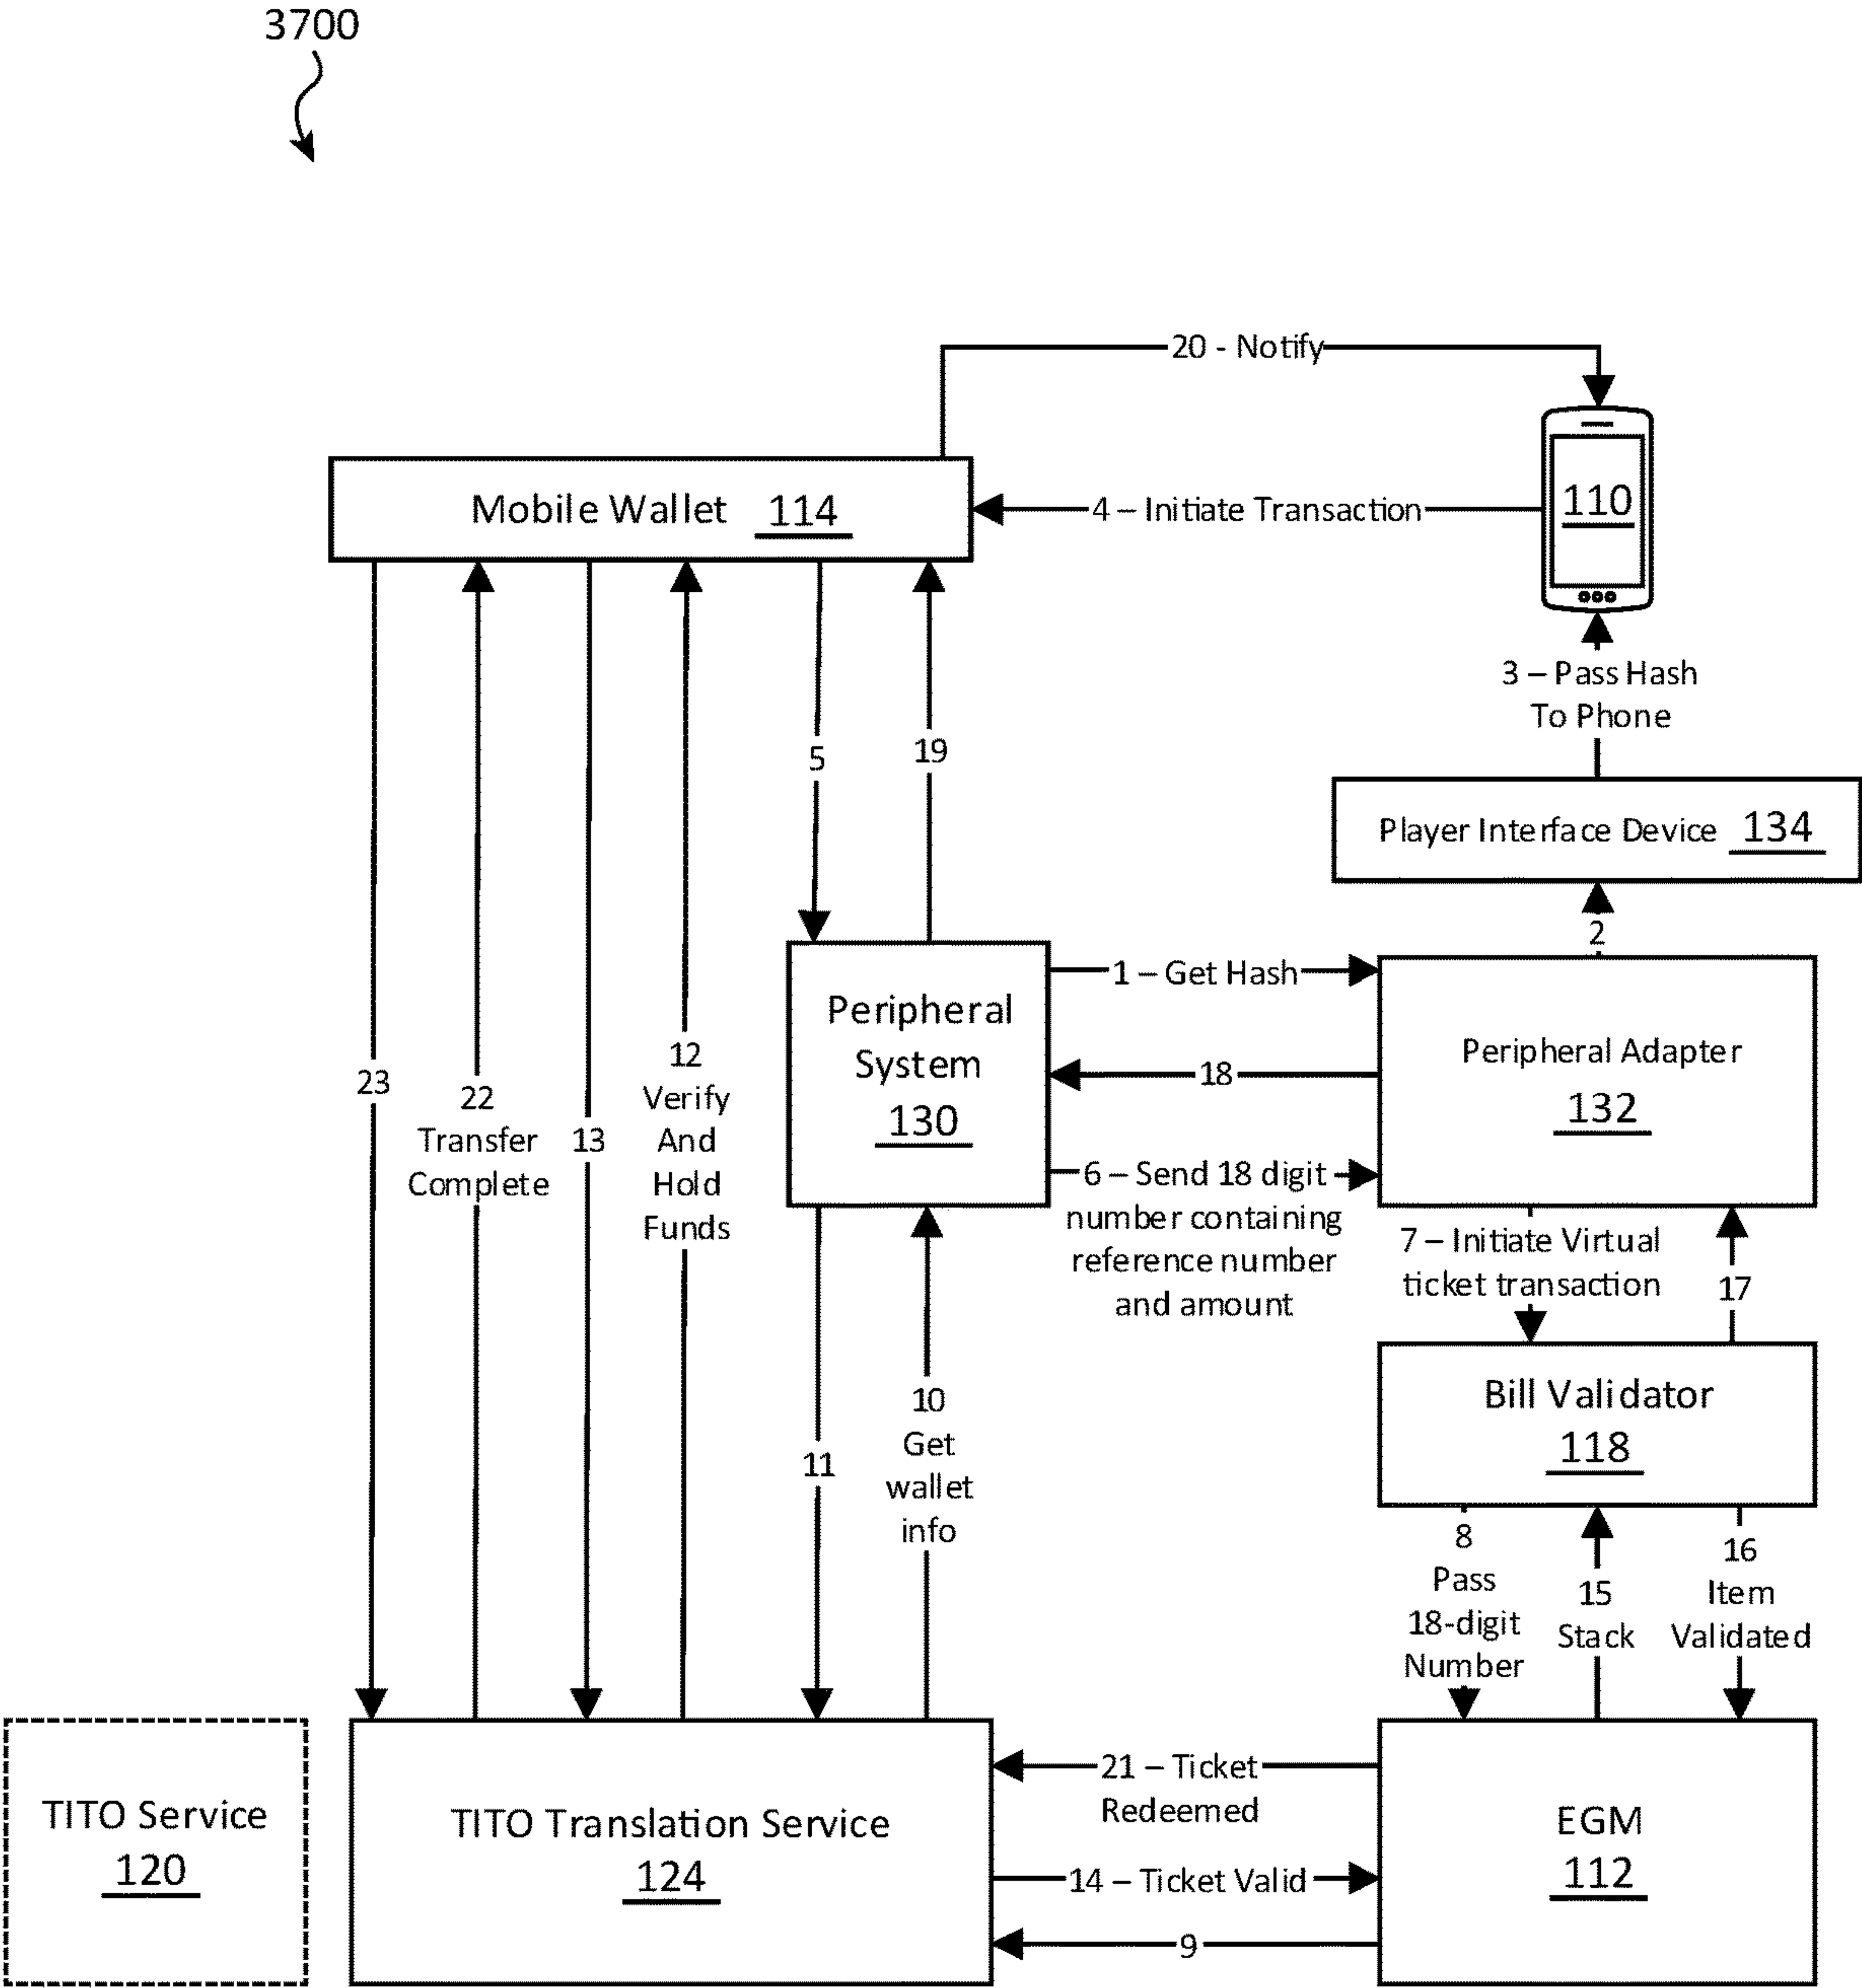 3700
20 - Notify
Mobile Wallet 114
4 – Initiate Transaction
110
3 – Pass Hash
To Phone
5
19
Player Interface Device 134
2
1 – Get Hash
Peripheral
System
130
Peripheral Adapter
132
18
6 – Send 18 digit
number containing
reference number
and amount
23
22
Transfer
Complete
13
12
Verify
And
Hold
Funds
7 – Initiate Virtual
ticket transaction
17
Bill Validator
118
11
10
Get
wallet
info
8
Pass
18-digit
Number
15
Stack
16
Item
Validated
TITO Service
120
TITO Translation Service
124
21 – Ticket
Redeemed
14 – Ticket Valid
9
EGM
112